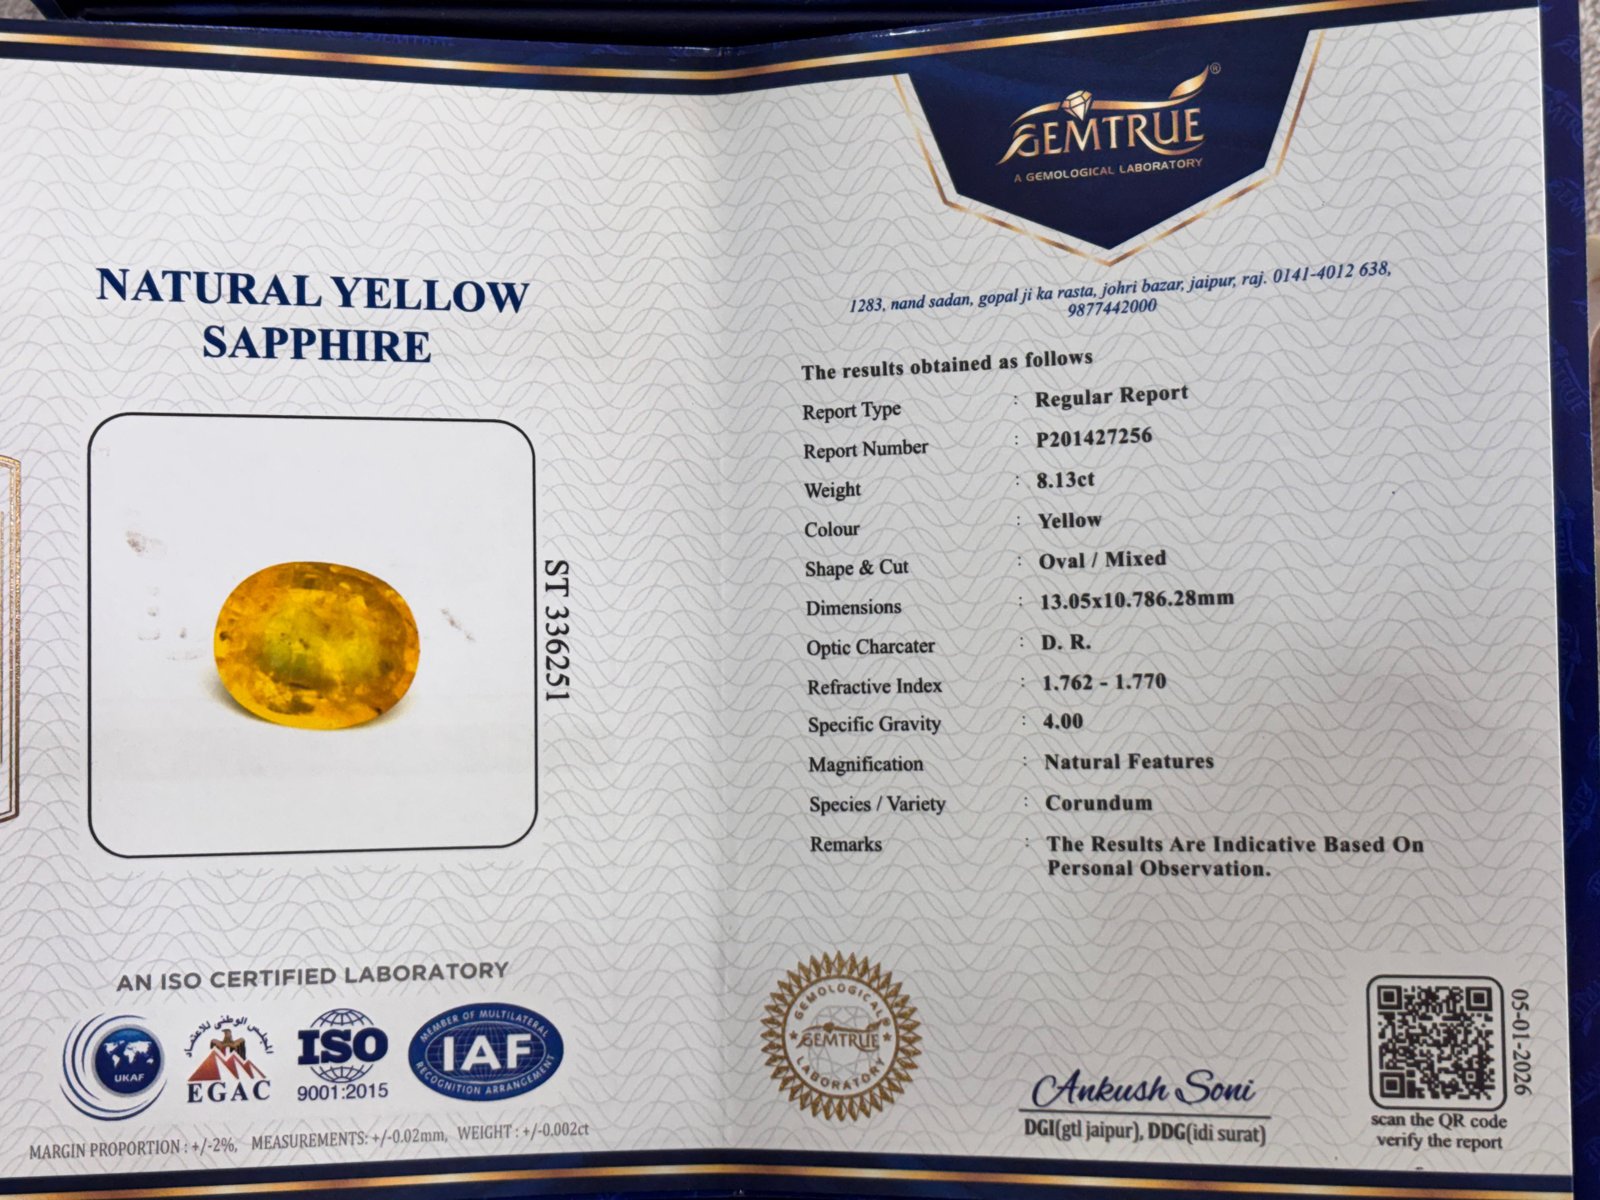 NATURAL YELLOW
SAPPHIRE
ST 336251
AN ISO CERTIFIED LABORATORY
UKAF
المجلس الوطني للاعتماد
EGAC
ISO
9001:2015
MEMBER OF MULTILATERAL
IAF
RECOGNITION ARRANGEMENT
MARGIN PROPORTION : +/-2%, MEASUREMENTS: +/-0.02mm, WEIGHT : +/-0.002ct
GEMTRUE®
A GEMOLOGICAL LABORATORY
1283, nand sadan, gopal ji ka rasta, johri bazar, jaipur, raj. 0141-4012 638,
9877442000
The results obtained as follows
Report Type : Regular Report
Report Number : P201427256
Weight : 8.13ct
Colour : Yellow
Shape & Cut : Oval / Mixed
Dimensions : 13.05x10.786.28mm
Optic Charcater : D. R.
Refractive Index : 1.762 - 1.770
Specific Gravity : 4.00
Magnification : Natural Features
Species / Variety : Corundum
Remarks : The Results Are Indicative Based On
Personal Observation.
GEMOLOGICAL
GEMTRUE
LABORATORY
Ankush Soni
DGI(gtl jaipur), DDG(idi surat)
05-01-2026
scan the QR code
verify the report